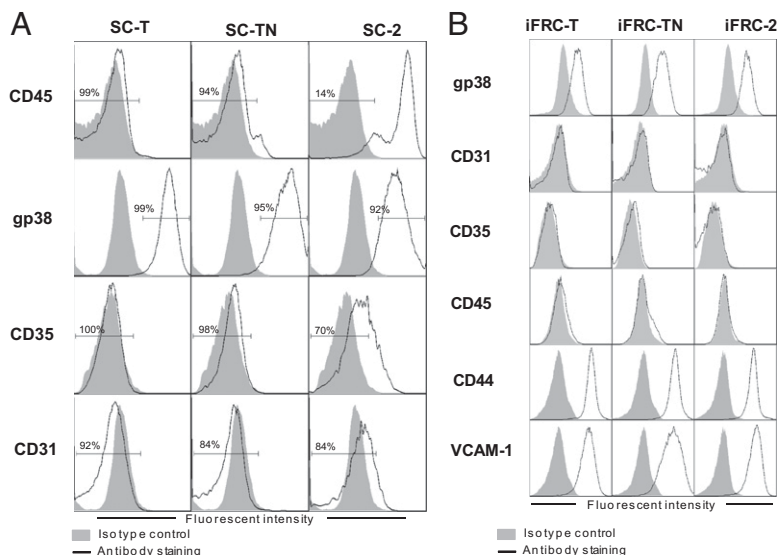 A
SC-T SC-TN SC-2
CD45
99% 94% 14%
gp38
99% 95% 92%
CD35
100% 98% 70%
CD31
92% 84% 84%
Fluorescent intensity
Isotype control
Antibody staining
B
iFRC-T iFRC-TN iFRC-2
gp38
CD31
CD35
CD45
CD44
VCAM-1
Fluorescent intensity
Isotype control
Antibody staining